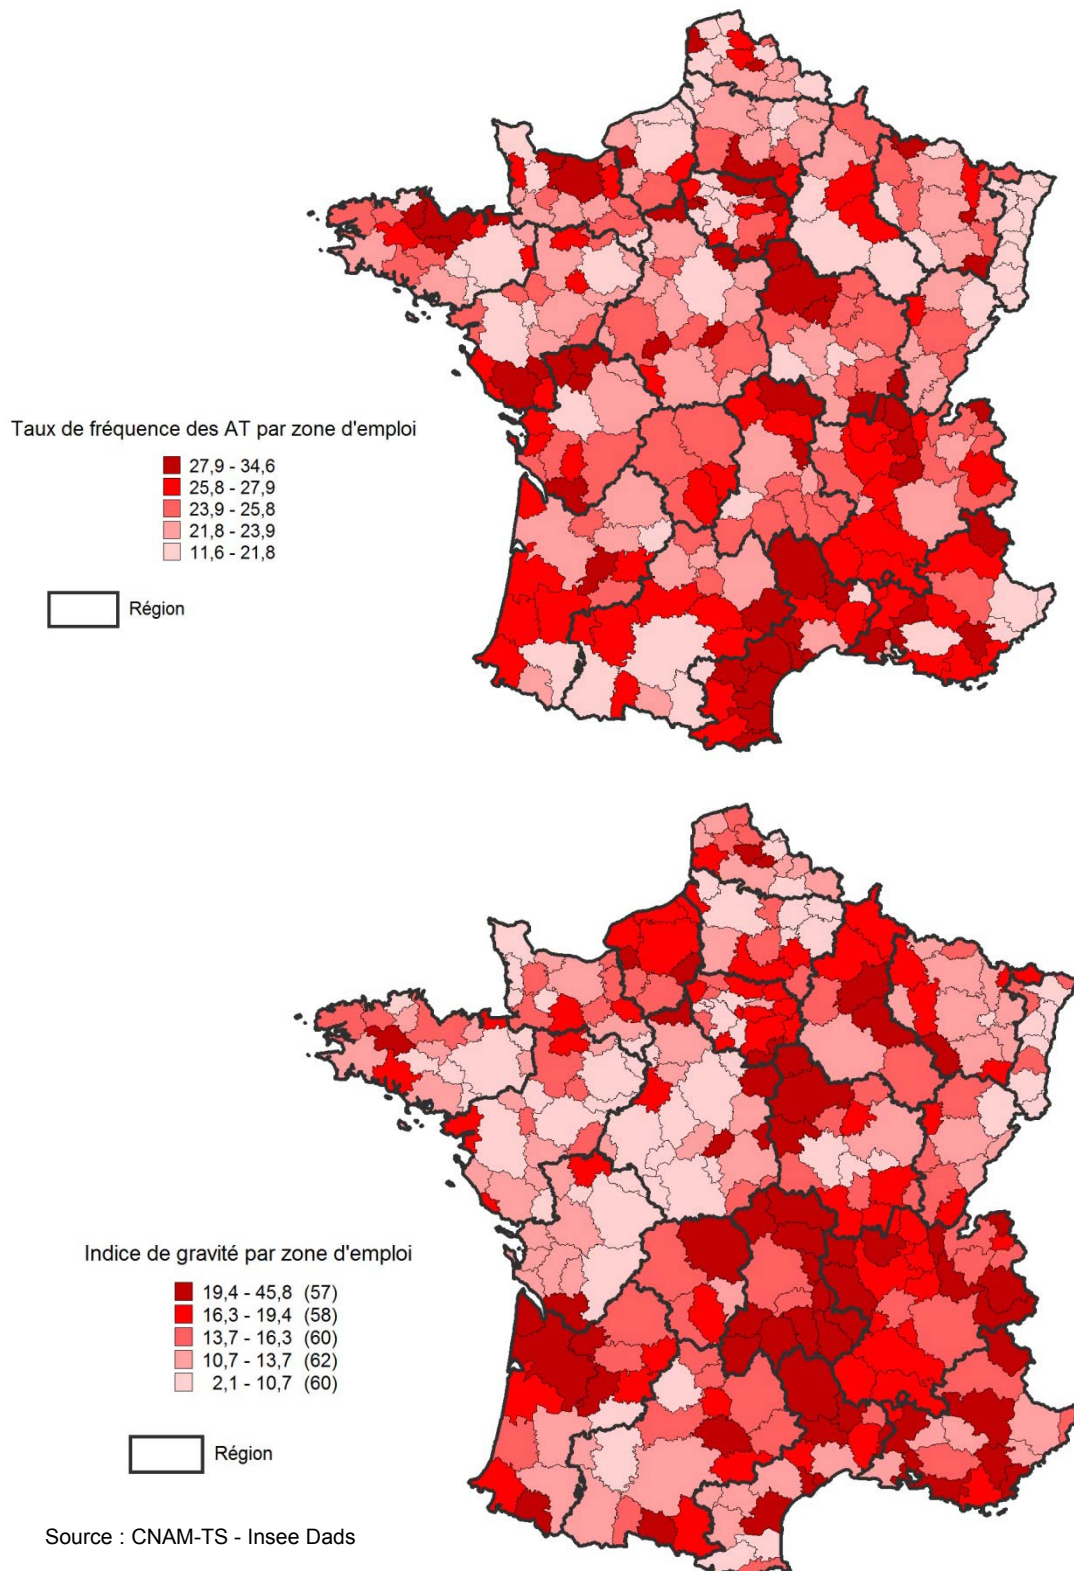 Taux de fréquence des AT par zone d'emploi
27,9 - 34,6
25,8 - 27,9
23,9 - 25,8
21,8 - 23,9
11,6 - 21,8
Région
Indice de gravité par zone d'emploi
19,4 - 45,8 (57)
16,3 - 19,4 (58)
13,7 - 16,3 (60)
10,7 - 13,7 (62)
2,1 - 10,7 (60)
Région
Source : CNAM-TS - Insee Dads